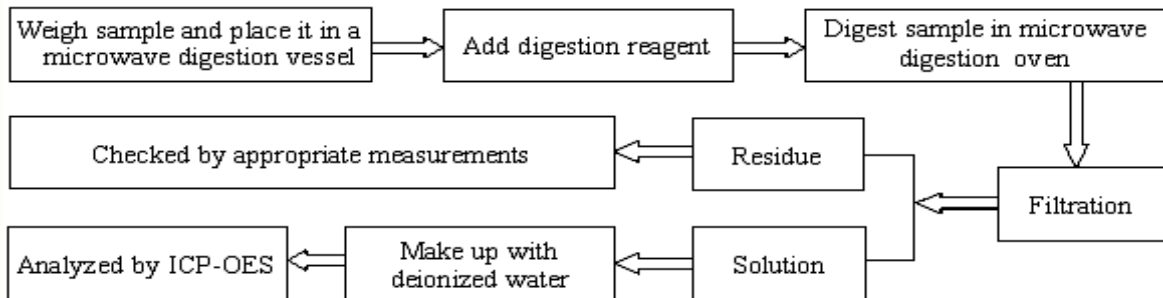 Weigh sample and place it in a
microwave digestion vessel
Add digestion reagent
Digest sample in microwave
digestion oven
Checked by appropriate measurements
Residue
Filtration
Analyzed by ICP-OES
Make up with
deionized water
Solution